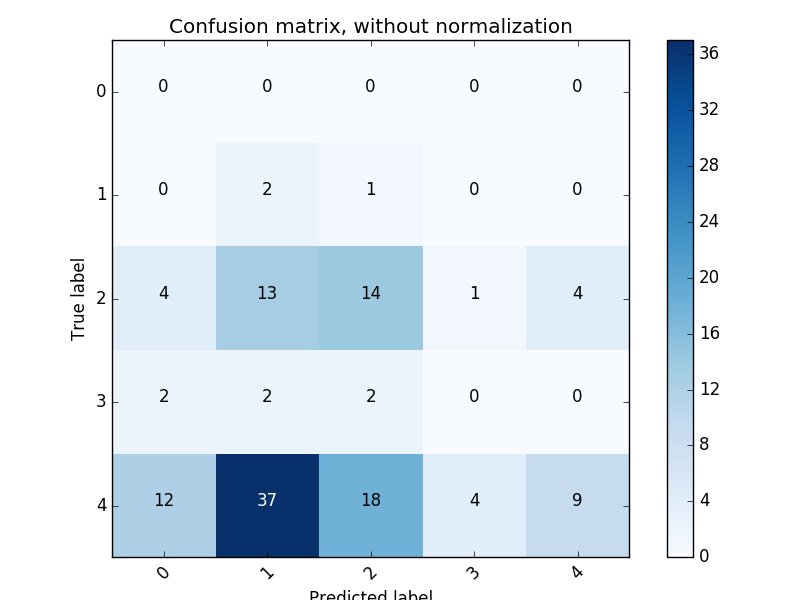 Confusion matrix, without normalization
0 0 0 0 0 0
1 0 2 1 0 0
2 4 13 14 1 4
3 2 2 2 0 0
4 12 37 18 4 9
0 1 2 3 4
True label
Predicted label
36
32
28
24
20
16
12
8
4
0